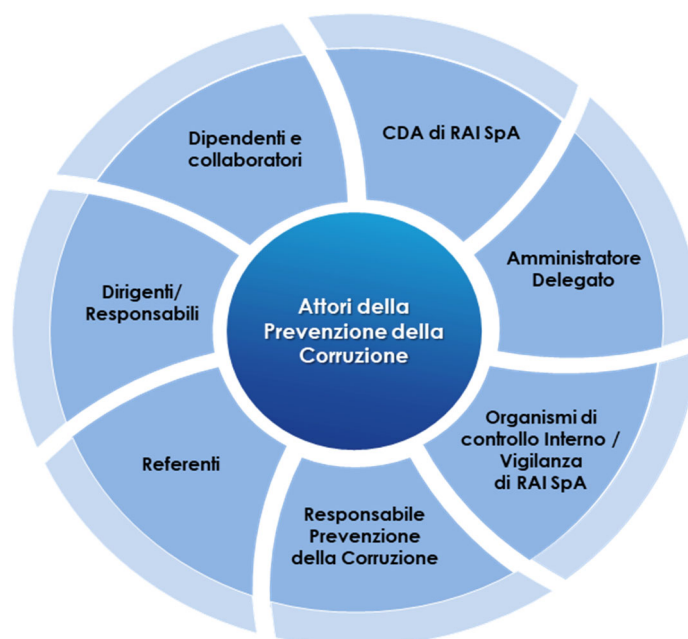 Attori della
Prevenzione della
Corruzione
CDA di RAI SpA
Amministratore
Delegato
Organismi di
controllo Interno /
Vigilanza
di RAI SpA
Responsabile
Prevenzione
della Corruzione
Referenti
Dirigenti/
Responsabili
Dipendenti e
collaboratori